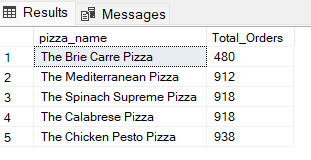 Results Messages
pizza_name Total_Orders
1 The Brie Carre Pizza 480
2 The Mediterranean Pizza 912
3 The Spinach Supreme Pizza 918
4 The Calabrese Pizza 918
5 The Chicken Pesto Pizza 938